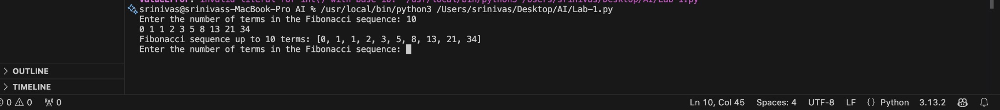 ValueError: invalid literal for int() with base 10: '/usr/local/bin/python3 /Users/srinivas/Desktop/AI/Lab-1.py
srinivas@srinivass-MacBook-Pro AI % /usr/local/bin/python3 /Users/srinivas/Desktop/AI/Lab-1.py
Enter the number of terms in the Fibonacci sequence: 10
0 1 1 2 3 5 8 13 21 34
Fibonacci sequence up to 10 terms: [0, 1, 1, 2, 3, 5, 8, 13, 21, 34]
Enter the number of terms in the Fibonacci sequence:
OUTLINE
TIMELINE
0 0 0 Ln 10, Col 45 Spaces: 4 UTF-8 LF {} Python 3.13.2